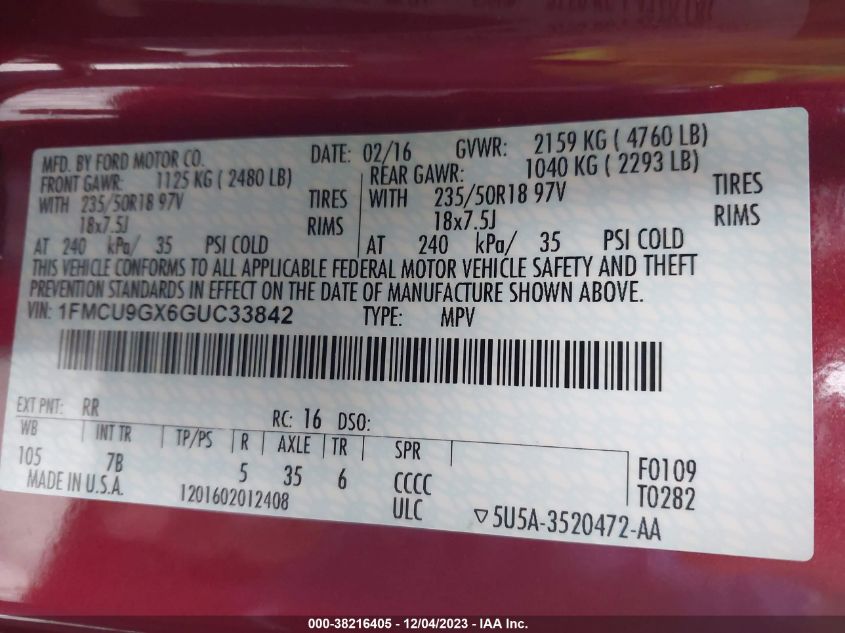 MFD. BY FORD MOTOR CO. DATE: 02/16 GVWR: 2159 KG ( 4760 LB)
FRONT GAWR: 1125 KG ( 2480 LB) REAR GAWR: 1040 KG ( 2293 LB)
WITH 235/50R18 97V TIRES WITH 235/50R18 97V TIRES
18x7.5J RIMS 18x7.5J RIMS
AT 240 kPa/ 35 PSI COLD AT 240 kPa/ 35 PSI COLD
THIS VEHICLE CONFORMS TO ALL APPLICABLE FEDERAL MOTOR VEHICLE SAFETY AND THEFT
PREVENTION STANDARDS IN EFFECT ON THE DATE OF MANUFACTURE SHOWN ABOVE.
VIN: 1FMCU9GX6GUC33842 TYPE: MPV
EXT PNT: RR RC: 16 DSO:
WB INT TR TP/PS R AXLE TR SPR
105 7B 5 35 6 CCCC F0109
MADE IN U.S.A. 1201602012408 ULC T0282
▽5U5A-3520472-AA
000-38216405 - 12/04/2023 - IAA Inc.